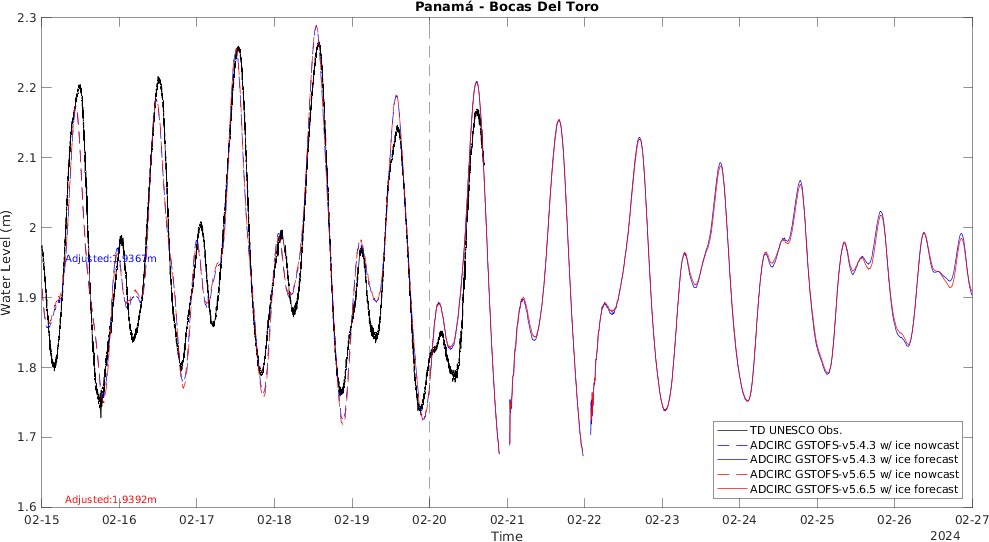 Panamá - Bocas Del Toro
Water Level (m)
2.3
2.2
2.1
2
1.9
1.8
1.7
1.6
Adjusted:1.9367m
Adjusted:1.9392m
TD UNESCO Obs.
ADCIRC GSTOFS-v5.4.3 w/ ice nowcast
ADCIRC GSTOFS-v5.4.3 w/ ice forecast
ADCIRC GSTOFS-v5.6.5 w/ ice nowcast
ADCIRC GSTOFS-v5.6.5 w/ ice forecast
02-15 02-16 02-17 02-18 02-19 02-20 02-21 02-22 02-23 02-24 02-25 02-26 02-27
Time
2024